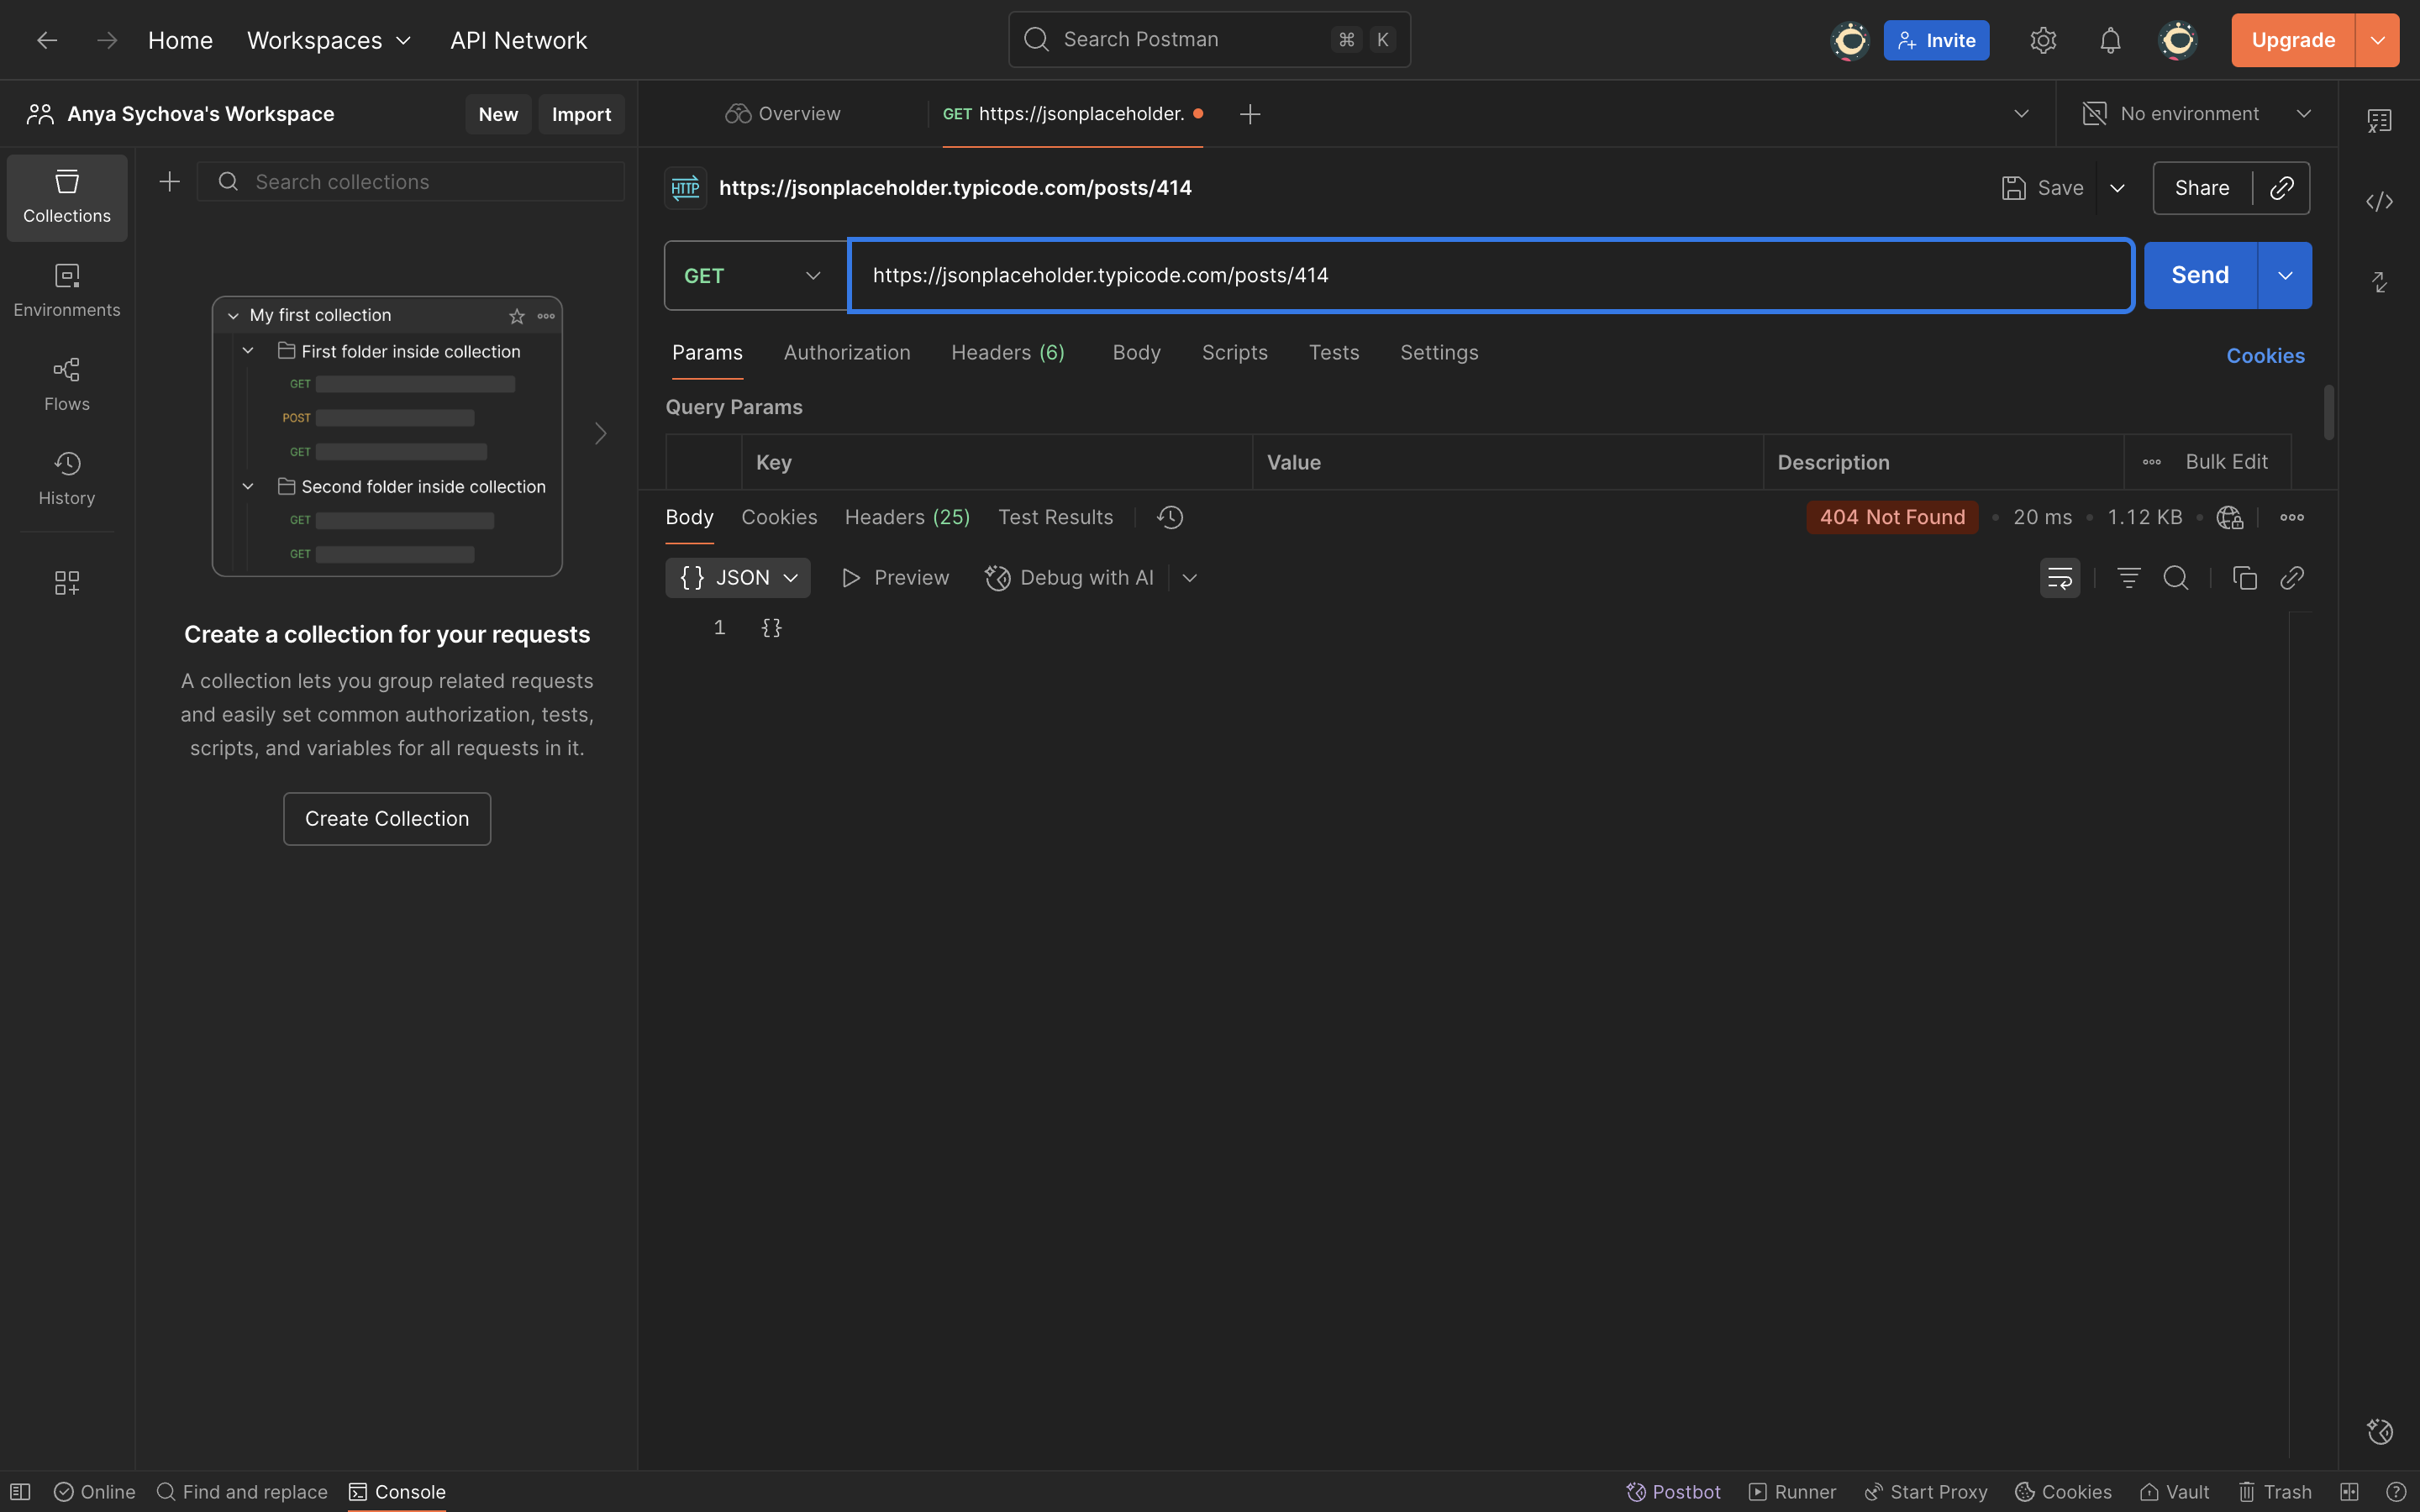 Home
Workspaces
API Network
Search Postman
⌘ K
Invite
Upgrade
Anya Sychova's Workspace
New
Import
Overview
GET https://jsonplaceholder.
No environment
Collections
Environments
Flows
History
Search collections
My first collection
First folder inside collection
GET
POST
GET
Second folder inside collection
GET
GET
Create a collection for your requests
A collection lets you group related requests
and easily set common authorization, tests,
scripts, and variables for all requests in it.
Create Collection
HTTP https://jsonplaceholder.typicode.com/posts/414
Save
Share
GET
https://jsonplaceholder.typicode.com/posts/414
Send
Params Authorization Headers (6) Body Scripts Tests Settings
Cookies
Query Params
Key Value Description Bulk Edit
Body Cookies Headers (25) Test Results
404 Not Found • 20 ms • 1.12 KB
{} JSON
Preview
Debug with AI
1 {}
Online
Find and replace
Console
Postbot
Runner
Start Proxy
Cookies
Vault
Trash